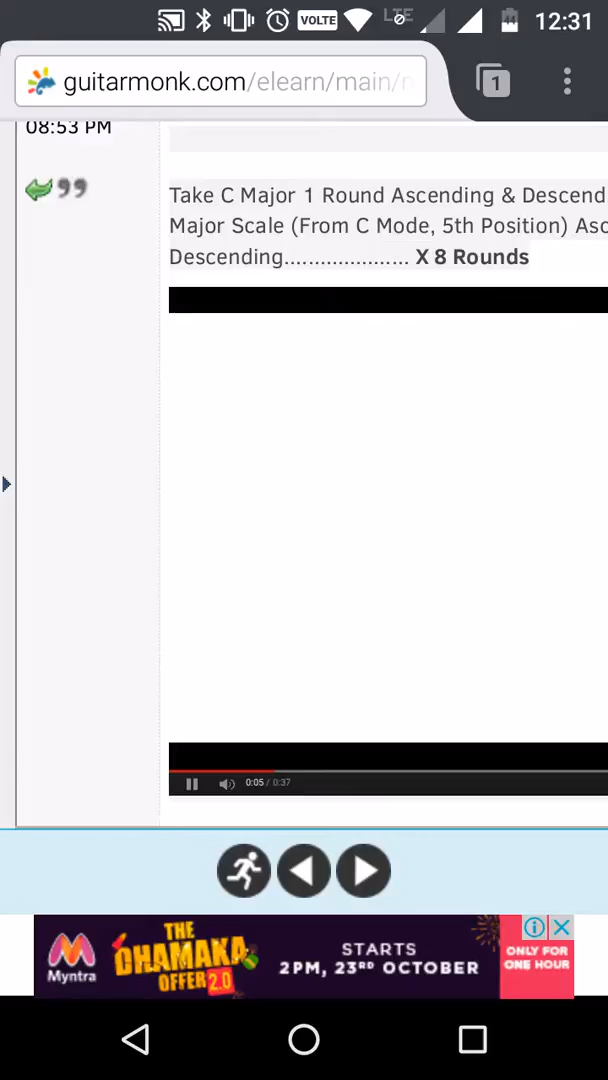 VOLTE LTE 44 12:31
guitarmonk.com/elearn/main/
1
08:53 PM
Take C Major 1 Round Ascending & Descend
Major Scale (From C Mode, 5th Position) Asc
Descending.................... X 8 Rounds
0:05 / 0:37
Myntra
THE
DHAMAKA
OFFER 2.0
STARTS
2PM, 23RD OCTOBER
ONLY FOR
ONE HOUR